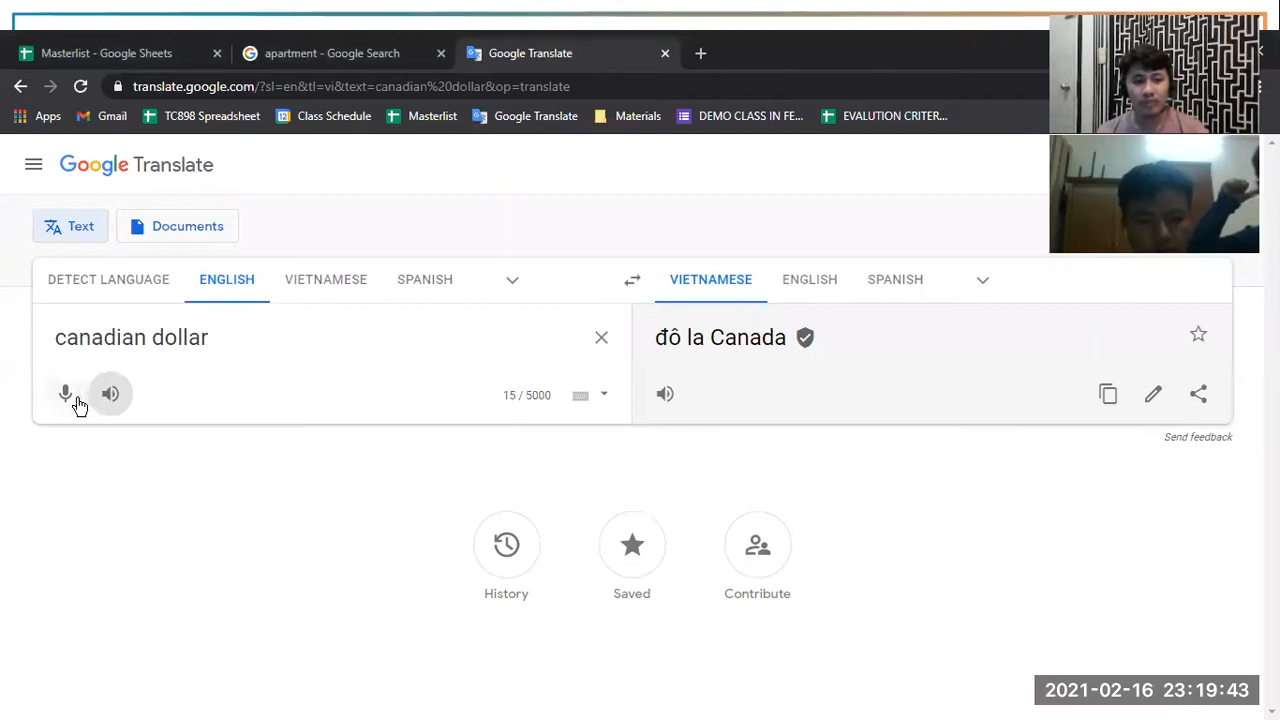 Masterlist - Google Sheets
apartment - Google Search
Google Translate
translate.google.com/?sl=en&tl=vi&text=canadian%20dollar&op=translate
Apps Gmail TC898 Spreadsheet Class Schedule Masterlist Google Translate Materials DEMO CLASS IN FE... EVALUTION CRITER...
Google Translate
Text Documents
DETECT LANGUAGE ENGLISH VIETNAMESE SPANISH VIETNAMESE ENGLISH SPANISH
canadian dollar
đô la Canada
15 / 5000
Send feedback
History Saved Contribute
2021-02-16 23:19:43